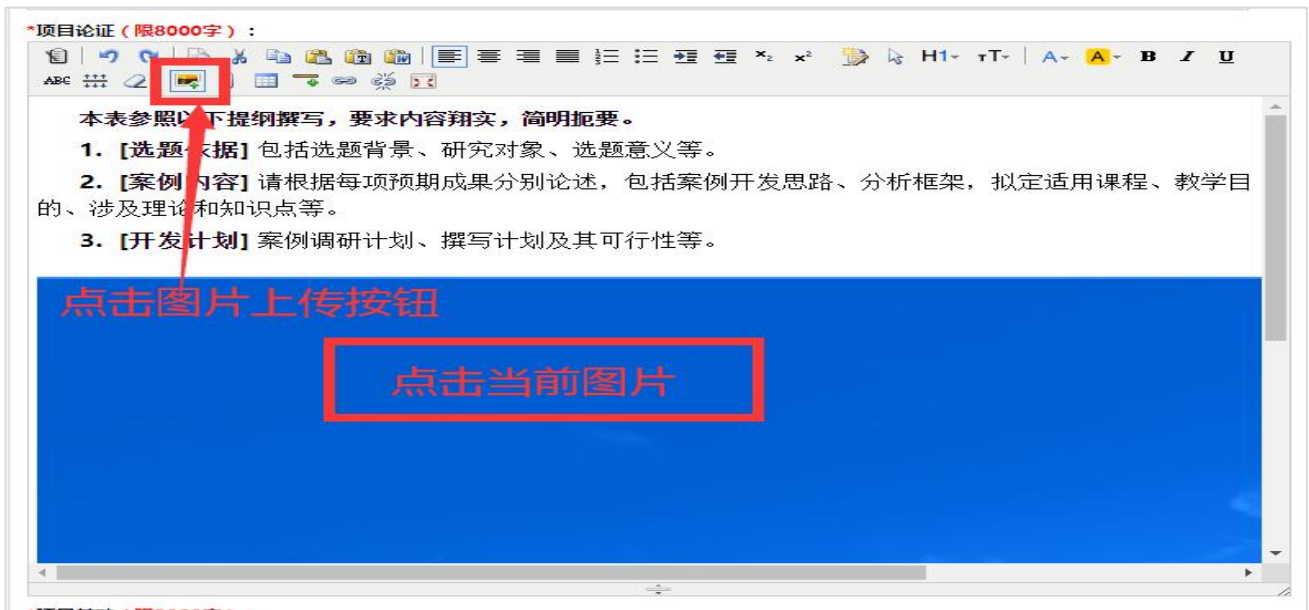 *项目论证(限8000字):
H1 тT A A B I U
ABC
本表参照以下提纲撰写,要求内容翔实,简明扼要。
1. [选题依据] 包括选题背景、研究对象、选题意义等。
2. [案例内容] 请根据每项预期成果分别论述,包括案例开发思路、分析框架,拟定适用课程、教学目
的、涉及理论和知识点等。
3. [开发计划] 案例调研计划、撰写计划及其可行性等。
点击图片上传按钮
点击当前图片